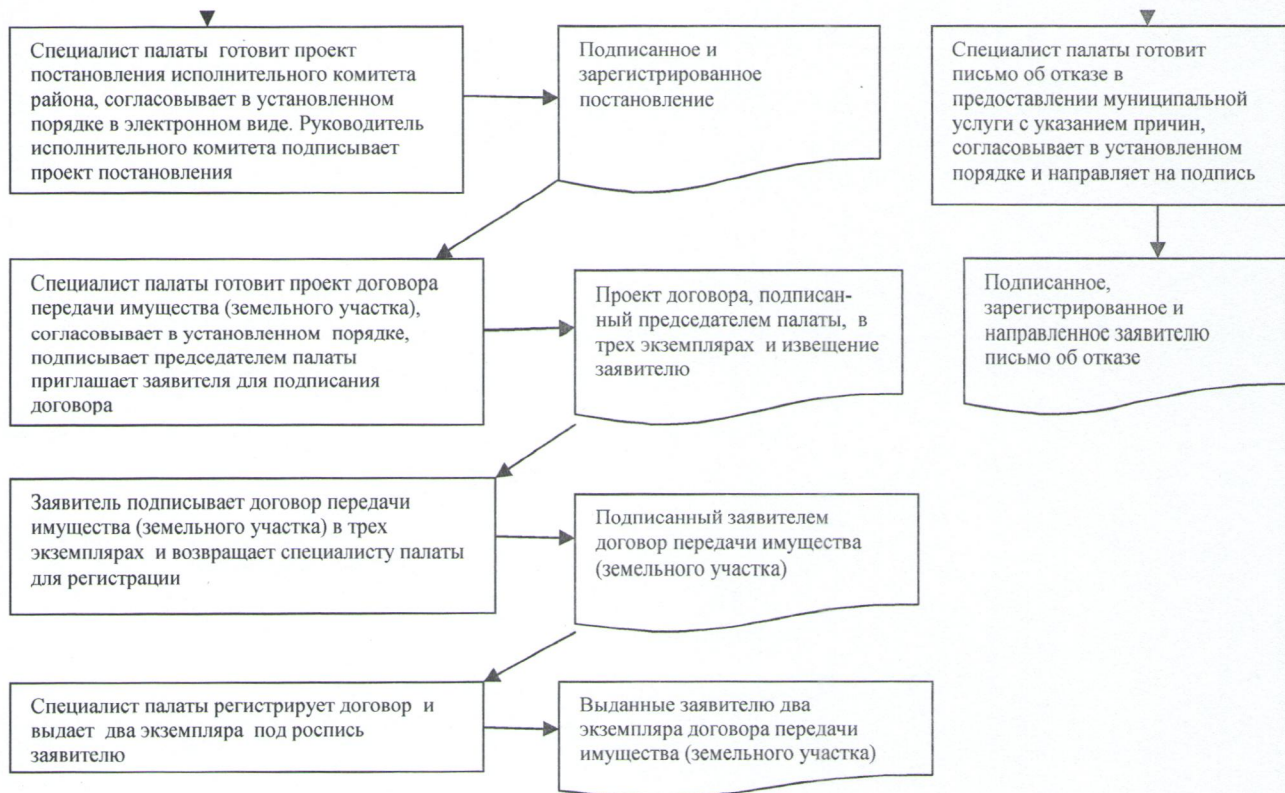 Специалист палаты готовит проект
постановления исполнительного комитета
района, согласовывает в установленном
порядке в электронном виде. Руководитель
исполнительного комитета подписывает
проект постановления
Подписанное и
зарегистрированное
постановление
Специалист палаты готовит
письмо об отказе в
предоставлении муниципальной
услуги с указанием причин,
согласовывает в установленном
порядке и направляет на подпись
Специалист палаты готовит проект договора
передачи имущества (земельного участка),
согласовывает в установленном порядке,
подписывает председателем палаты
приглашает заявителя для подписания
договора
Проект договора, подписан-
ный председателем палаты, в
трех экземплярах и извещение
заявителю
Подписанное,
зарегистрированное и
направленное заявителю
письмо об отказе
Заявитель подписывает договор передачи
имущества (земельного участка) в трех
экземплярах и возвращает специалисту палаты
для регистрации
Подписанный заявителем
договор передачи имущества
(земельного участка)
Специалист палаты регистрирует договор и
выдает два экземпляра под роспись
заявителю
Выданные заявителю два
экземпляра договора передачи
имущества (земельного участка)